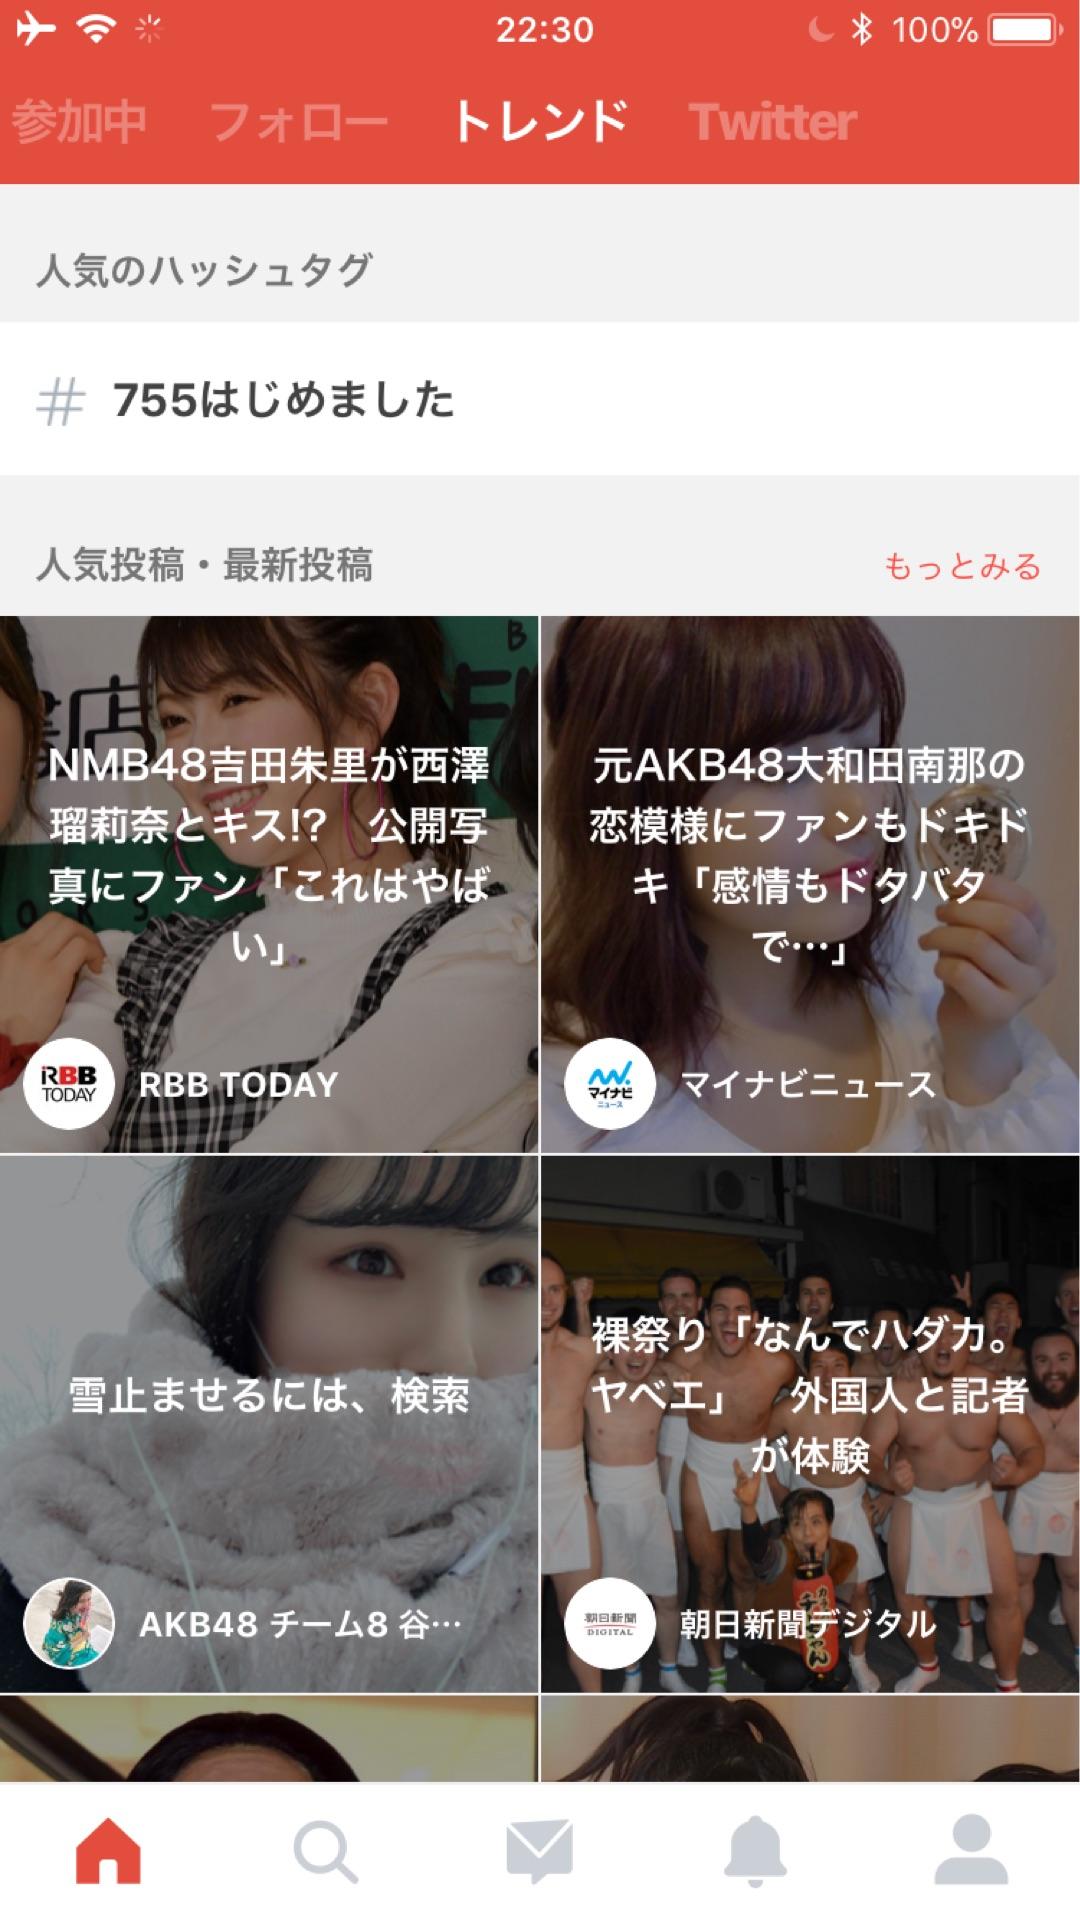 22:30
100%
参加中 フォロー トレンド Twitter
人気のハッシュタグ
# 755はじめました
人気投稿・最新投稿 もっとみる
書店
B
NMB48吉田朱里が西澤
瑠莉奈とキス!? 公開写
真にファン「これはやば
い」
OKS
RBB TODAY
RBB TODAY
元AKB48大和田南那の
恋模様にファンもドキド
キ「感情もドタバタ
で…」
マイナビ
ニュース
マイナビニュース
雪止ませるには、検索
AKB48 チーム8 谷…
裸祭り「なんでハダカ。
ヤベエ」 外国人と記者
が体験
朝日新聞
DIGITAL
朝日新聞デジタル